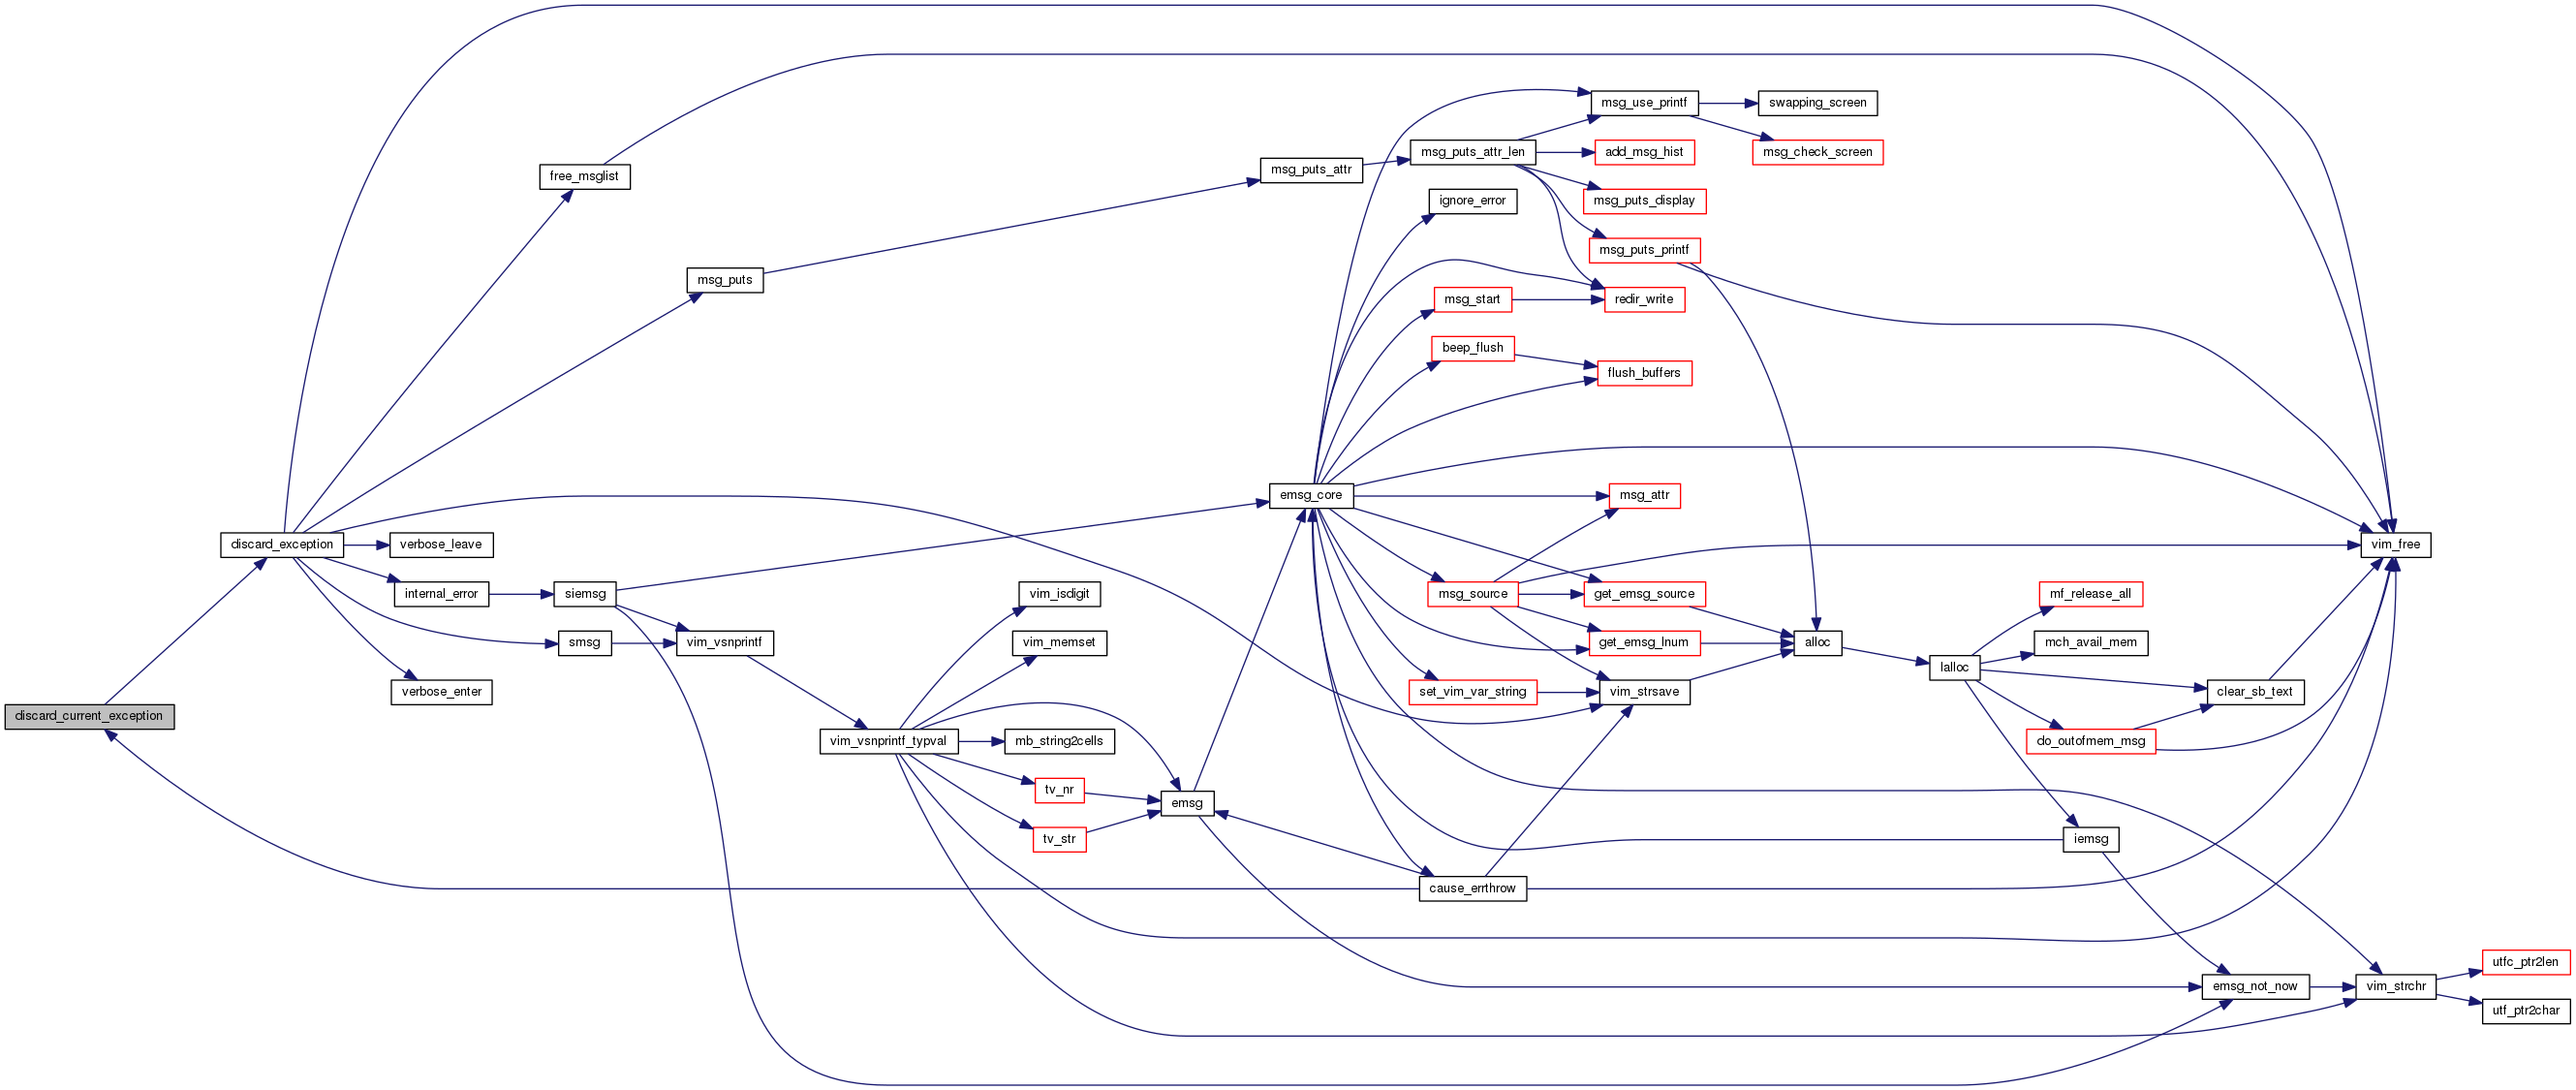 discard_current_exception
discard_exception
free_msglist
msg_puts
verbose_leave
internal_error
smsg
verbose_enter
siemsg
vim_vsnprintf
vim_vsnprintf_typval
vim_isdigit
vim_memset
mb_string2cells
tv_nr
tv_str
emsg
msg_puts_attr
emsg_core
msg_puts_attr_len
ignore_error
msg_start
beep_flush
msg_source
set_vim_var_string
cause_errthrow
msg_use_printf
add_msg_hist
msg_puts_display
msg_puts_printf
redir_write
flush_buffers
msg_attr
get_emsg_source
get_emsg_lnum
vim_strsave
swapping_screen
msg_check_screen
alloc
lalloc
mf_release_all
mch_avail_mem
clear_sb_text
do_outofmem_msg
iemsg
emsg_not_now
vim_free
vim_strchr
utfc_ptr2len
utf_ptr2char